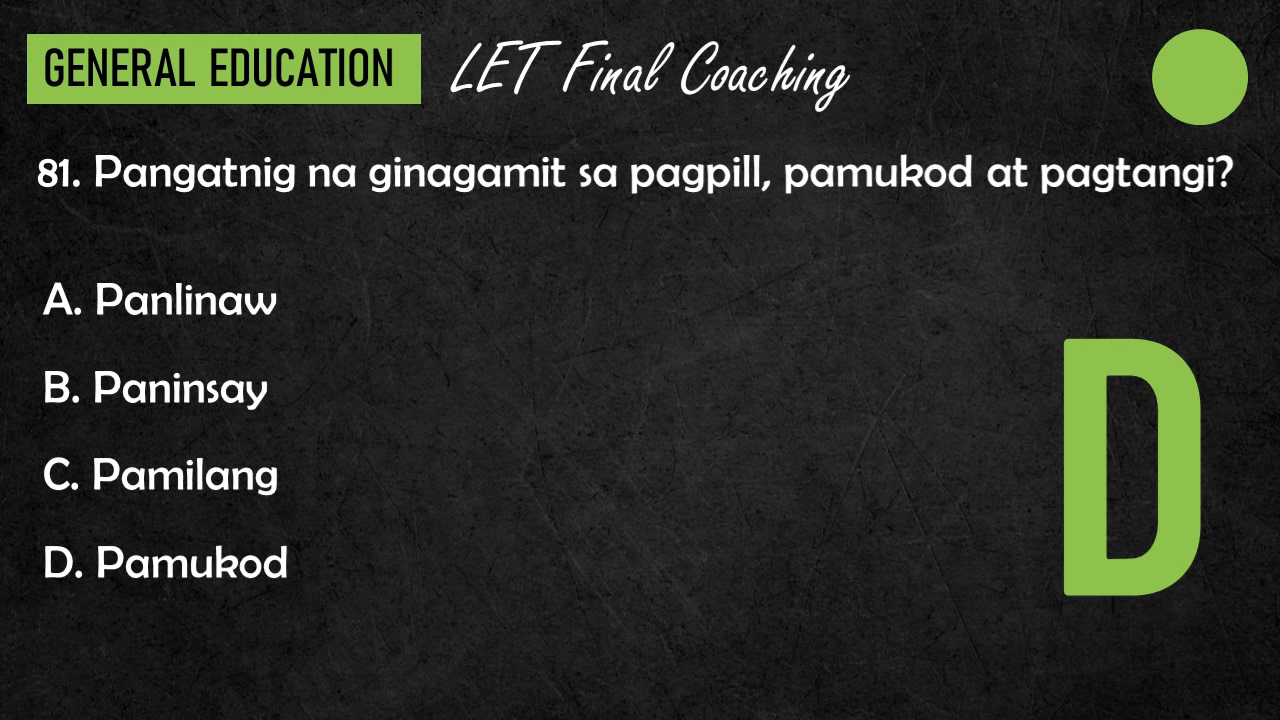 GENERAL EDUCATION LET Final Coaching
81. Pangatnig na ginagamit sa pagpill, pamukod at pagtangi?
A. Panlinaw
B. Paninsay
C. Pamilang
D. Pamukod
D